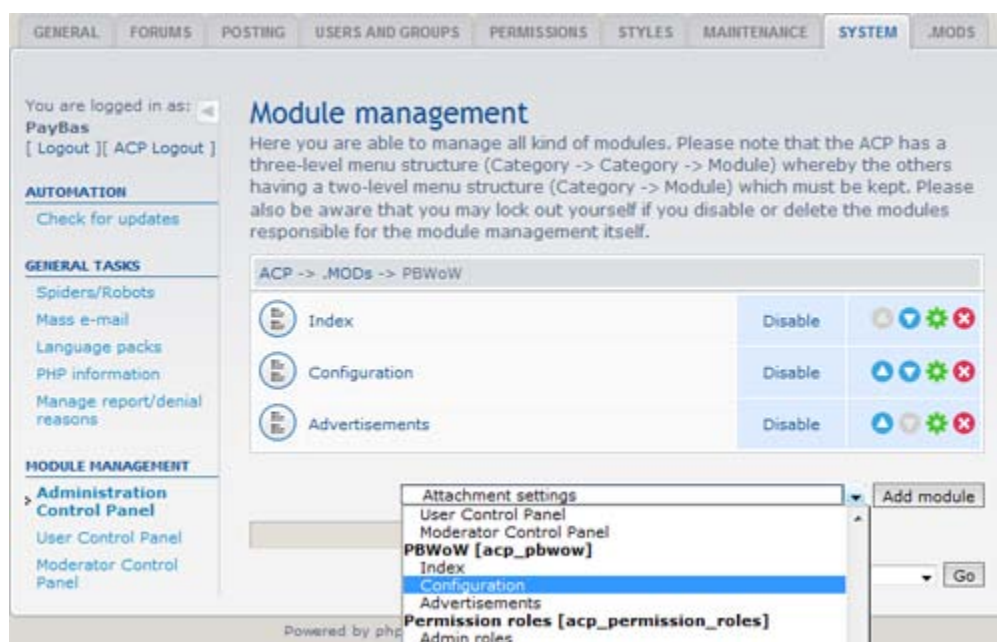 GENERAL FORUMS POSTING USERS AND GROUPS PERMISSIONS STYLES MAINTENANCE SYSTEM .MODS
You are logged in as:
PayBas
[ Logout ][ ACP Logout ]
AUTOMATION
Check for updates
GENERAL TASKS
Spiders/Robots
Mass e-mail
Language packs
PHP information
Manage report/denial
reasons
MODULE MANAGEMENT
Administration
Control Panel
User Control Panel
Moderator Control
Panel
Module management
Here you are able to manage all kind of modules. Please note that the ACP has a
three-level menu structure (Category -> Category -> Module) whereby the others
having a two-level menu structure (Category -> Module) which must be kept. Please
also be aware that you may lock out yourself if you disable or delete the modules
responsible for the module management itself.
ACP -> .MODs -> PBWoW
Index Disable
Configuration Disable
Advertisements Disable
Attachment settings Add module
User Control Panel
Moderator Control Panel
PBWoW [acp_pbwow]
Index
Configuration
Advertisements
Permission roles [acp_permission_roles]
Admin roles
Go
Powered by php